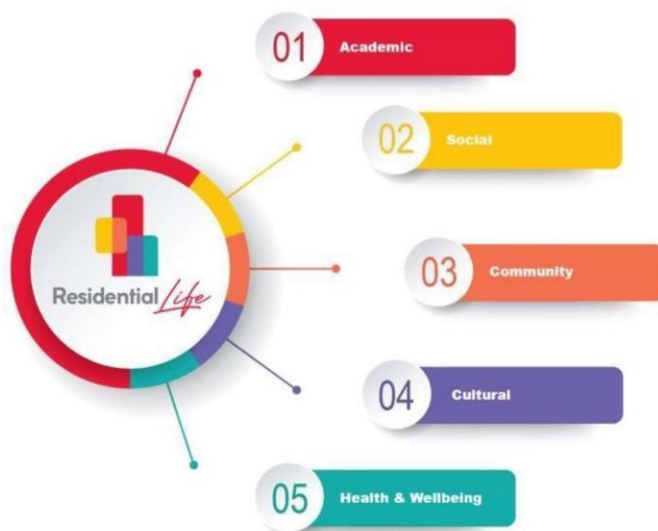 01 Academic
02 Social
Residential Life
03 Community
04 Cultural
05 Health & Wellbeing